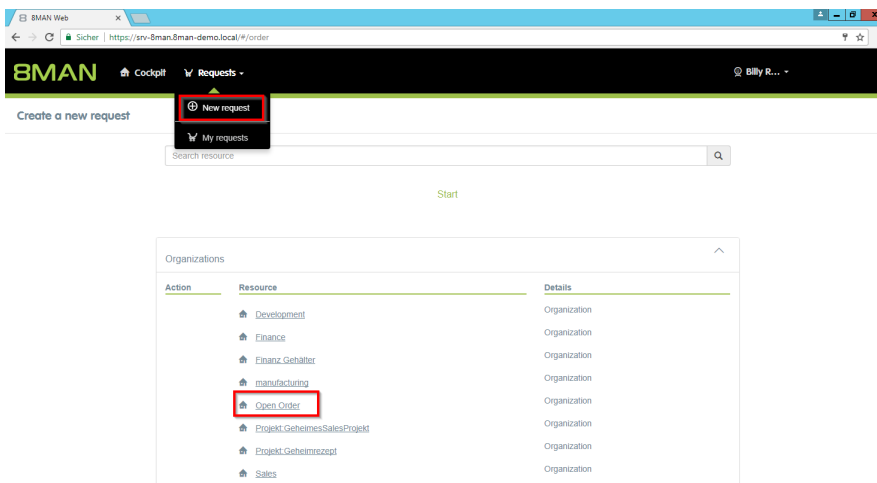 8MAN Web
Sicher | https://srv-8man.8man-demo.local/#/order
8MAN Cockpit Requests Billy R...
New request
Create a new request
My requests
Search resource
Start
Organizations
Action Resource Details
Development Organization
Finance Organization
Finanz Gehälter Organization
manufacturing Organization
Open Order Organization
Projekt:GeheimesSalesProjekt Organization
Projekt:Geheimrezept Organization
Sales Organization